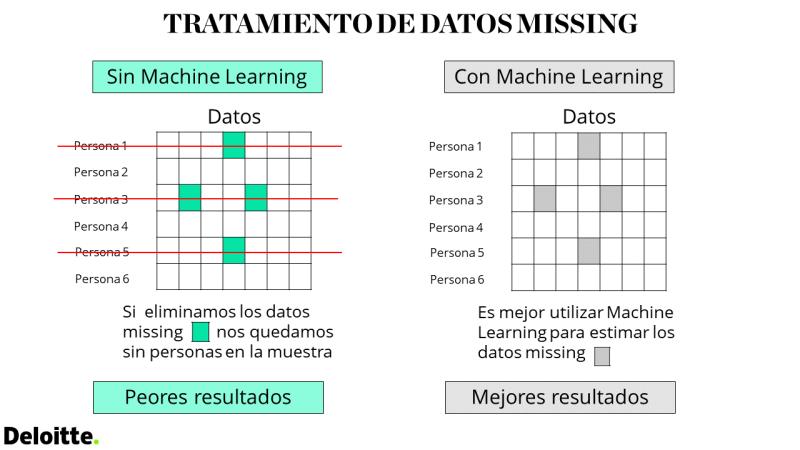 TRATAMIENTO DE DATOS MISSING
Sin Machine Learning
Datos
Persona 1
Persona 2
Persona 3
Persona 4
Persona 5
Persona 6
Si eliminamos los datos
missing nos quedamos
sin personas en la muestra
Peores resultados
Con Machine Learning
Datos
Persona 1
Persona 2
Persona 3
Persona 4
Persona 5
Persona 6
Es mejor utilizar Machine
Learning para estimar los
datos missing
Mejores resultados
Deloitte.